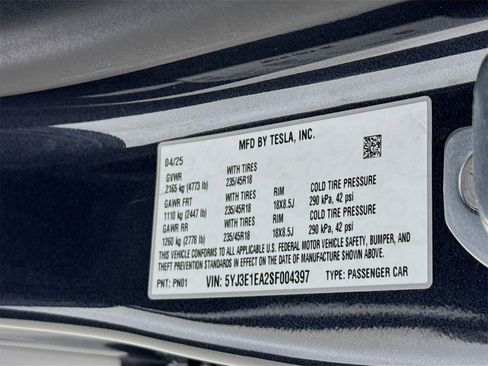 MFD BY TESLA, INC.
04/25
GVWR WITH TIRES
2165 kg (4773 lb) 235/45R18
GAWR FRT WITH TIRES RIM COLD TIRE PRESSURE
1110 kg (2447 lb) 235/45R18 18X8.5J 290 kPa, 42 psi
GAWR RR WITH TIRES RIM COLD TIRE PRESSURE
1260 kg (2778 lb) 235/45R18 18X8.5J 290 kPa, 42 psi
THIS VEHICLE CONFORMS TO ALL APPLICABLE U.S. FEDERAL MOTOR VEHICLE SAFETY, BUMPER, AND
THEFT PREVENTION STANDARDS IN EFFECT ON THE DATE OF MANUFACTURE SHOWN ABOVE.
PNT: PN01 VIN: 5YJ3E1EA2SF004397 TYPE: PASSENGER CAR